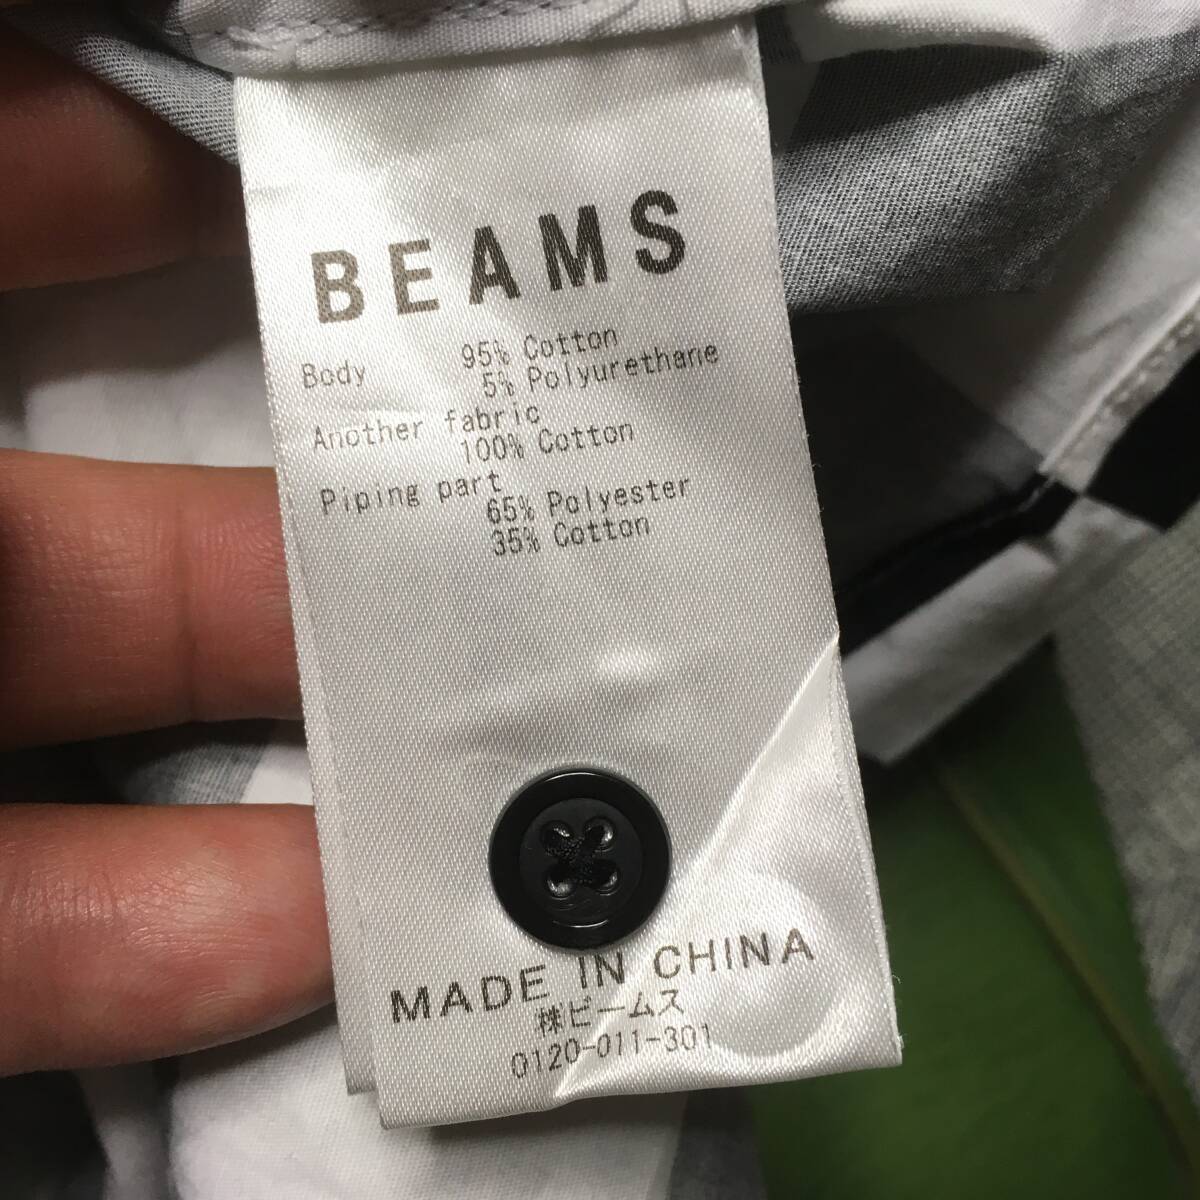 BEAMS
Body 95% Cotton
5% Polyurethane
Another fabric
100% Cotton
Piping part
65% Polyester
35% Cotton
MADE IN CHINA
㈱ビームス
0120-011-301